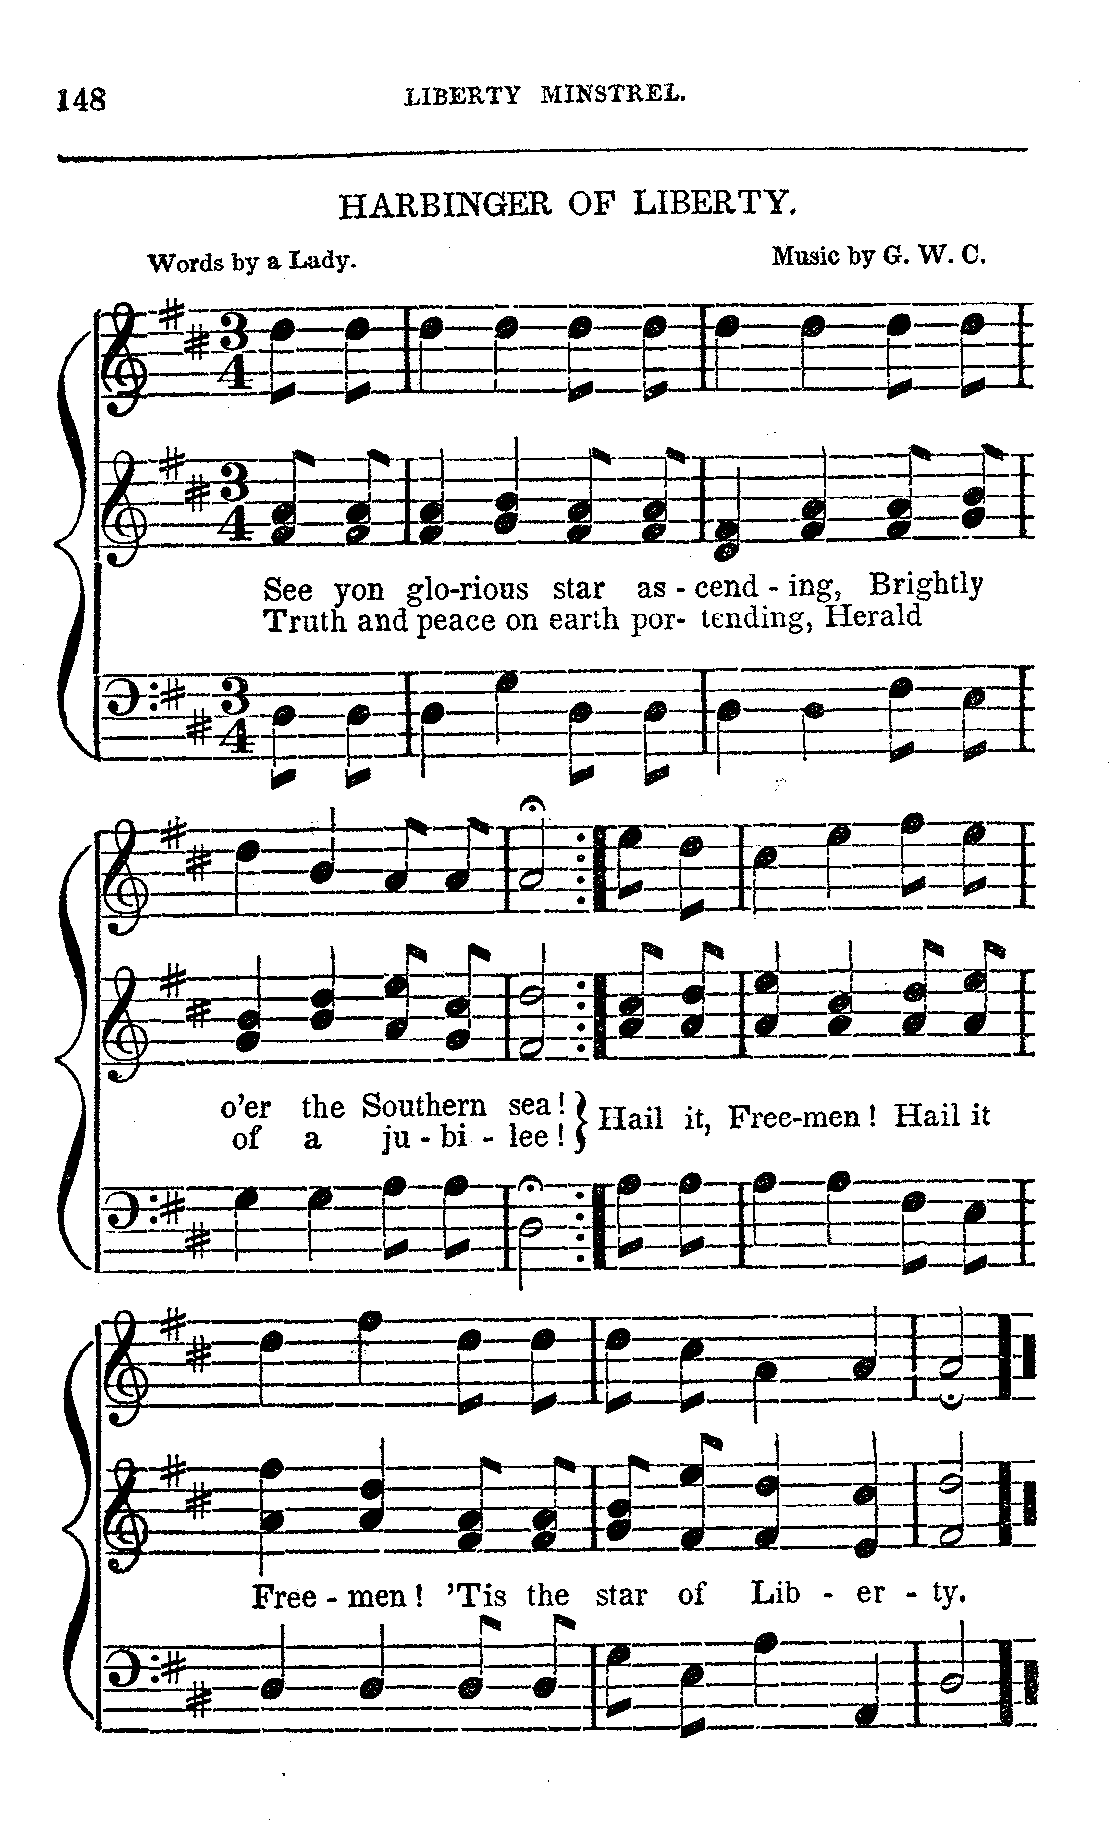 148 LIBERTY MINSTREL.
HARBINGER OF LIBERTY.
Words by a Lady. Music by G. W. C.
3 4
3 4
See yon glo-rious star as - cend - ing, Brightly
Truth and peace on earth por- tending, Herald
3 4
o'er the Southern sea! } Hail it, Free-men! Hail it
of a ju - bi - lee!
Free - men! 'Tis the star of Lib - er - ty.